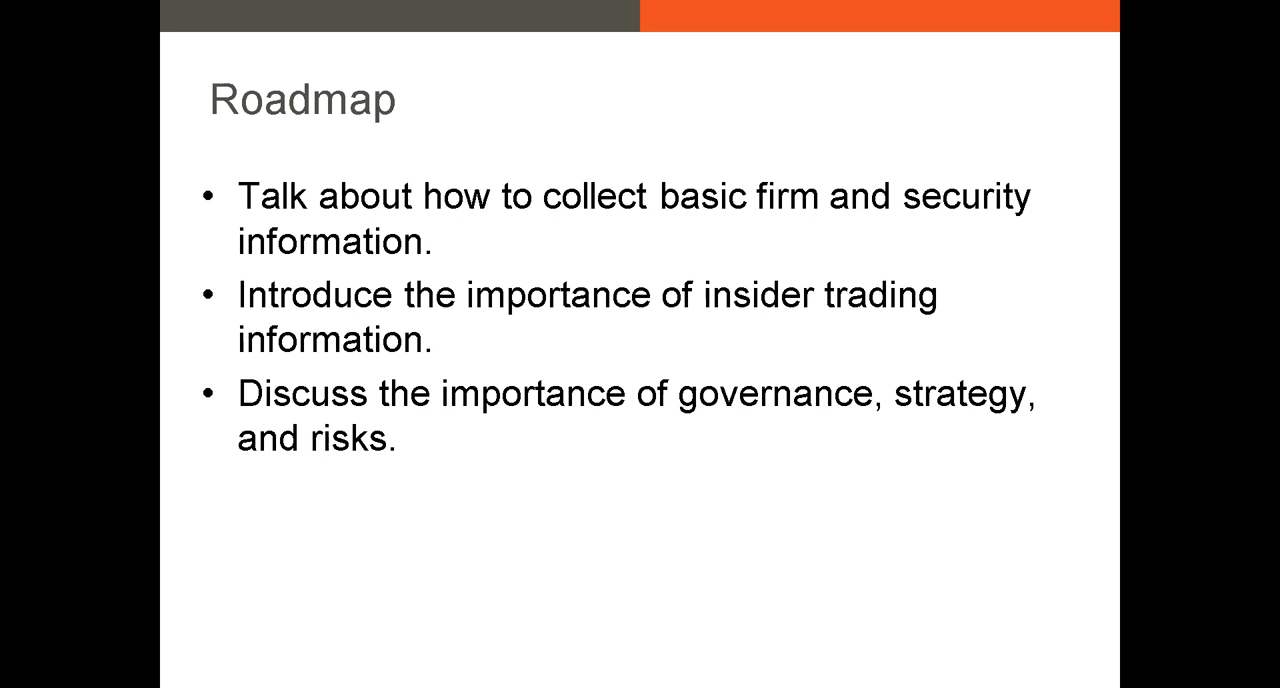 Roadmap
• Talk about how to collect basic firm and security
information.
• Introduce the importance of insider trading
information.
• Discuss the importance of governance, strategy,
and risks.